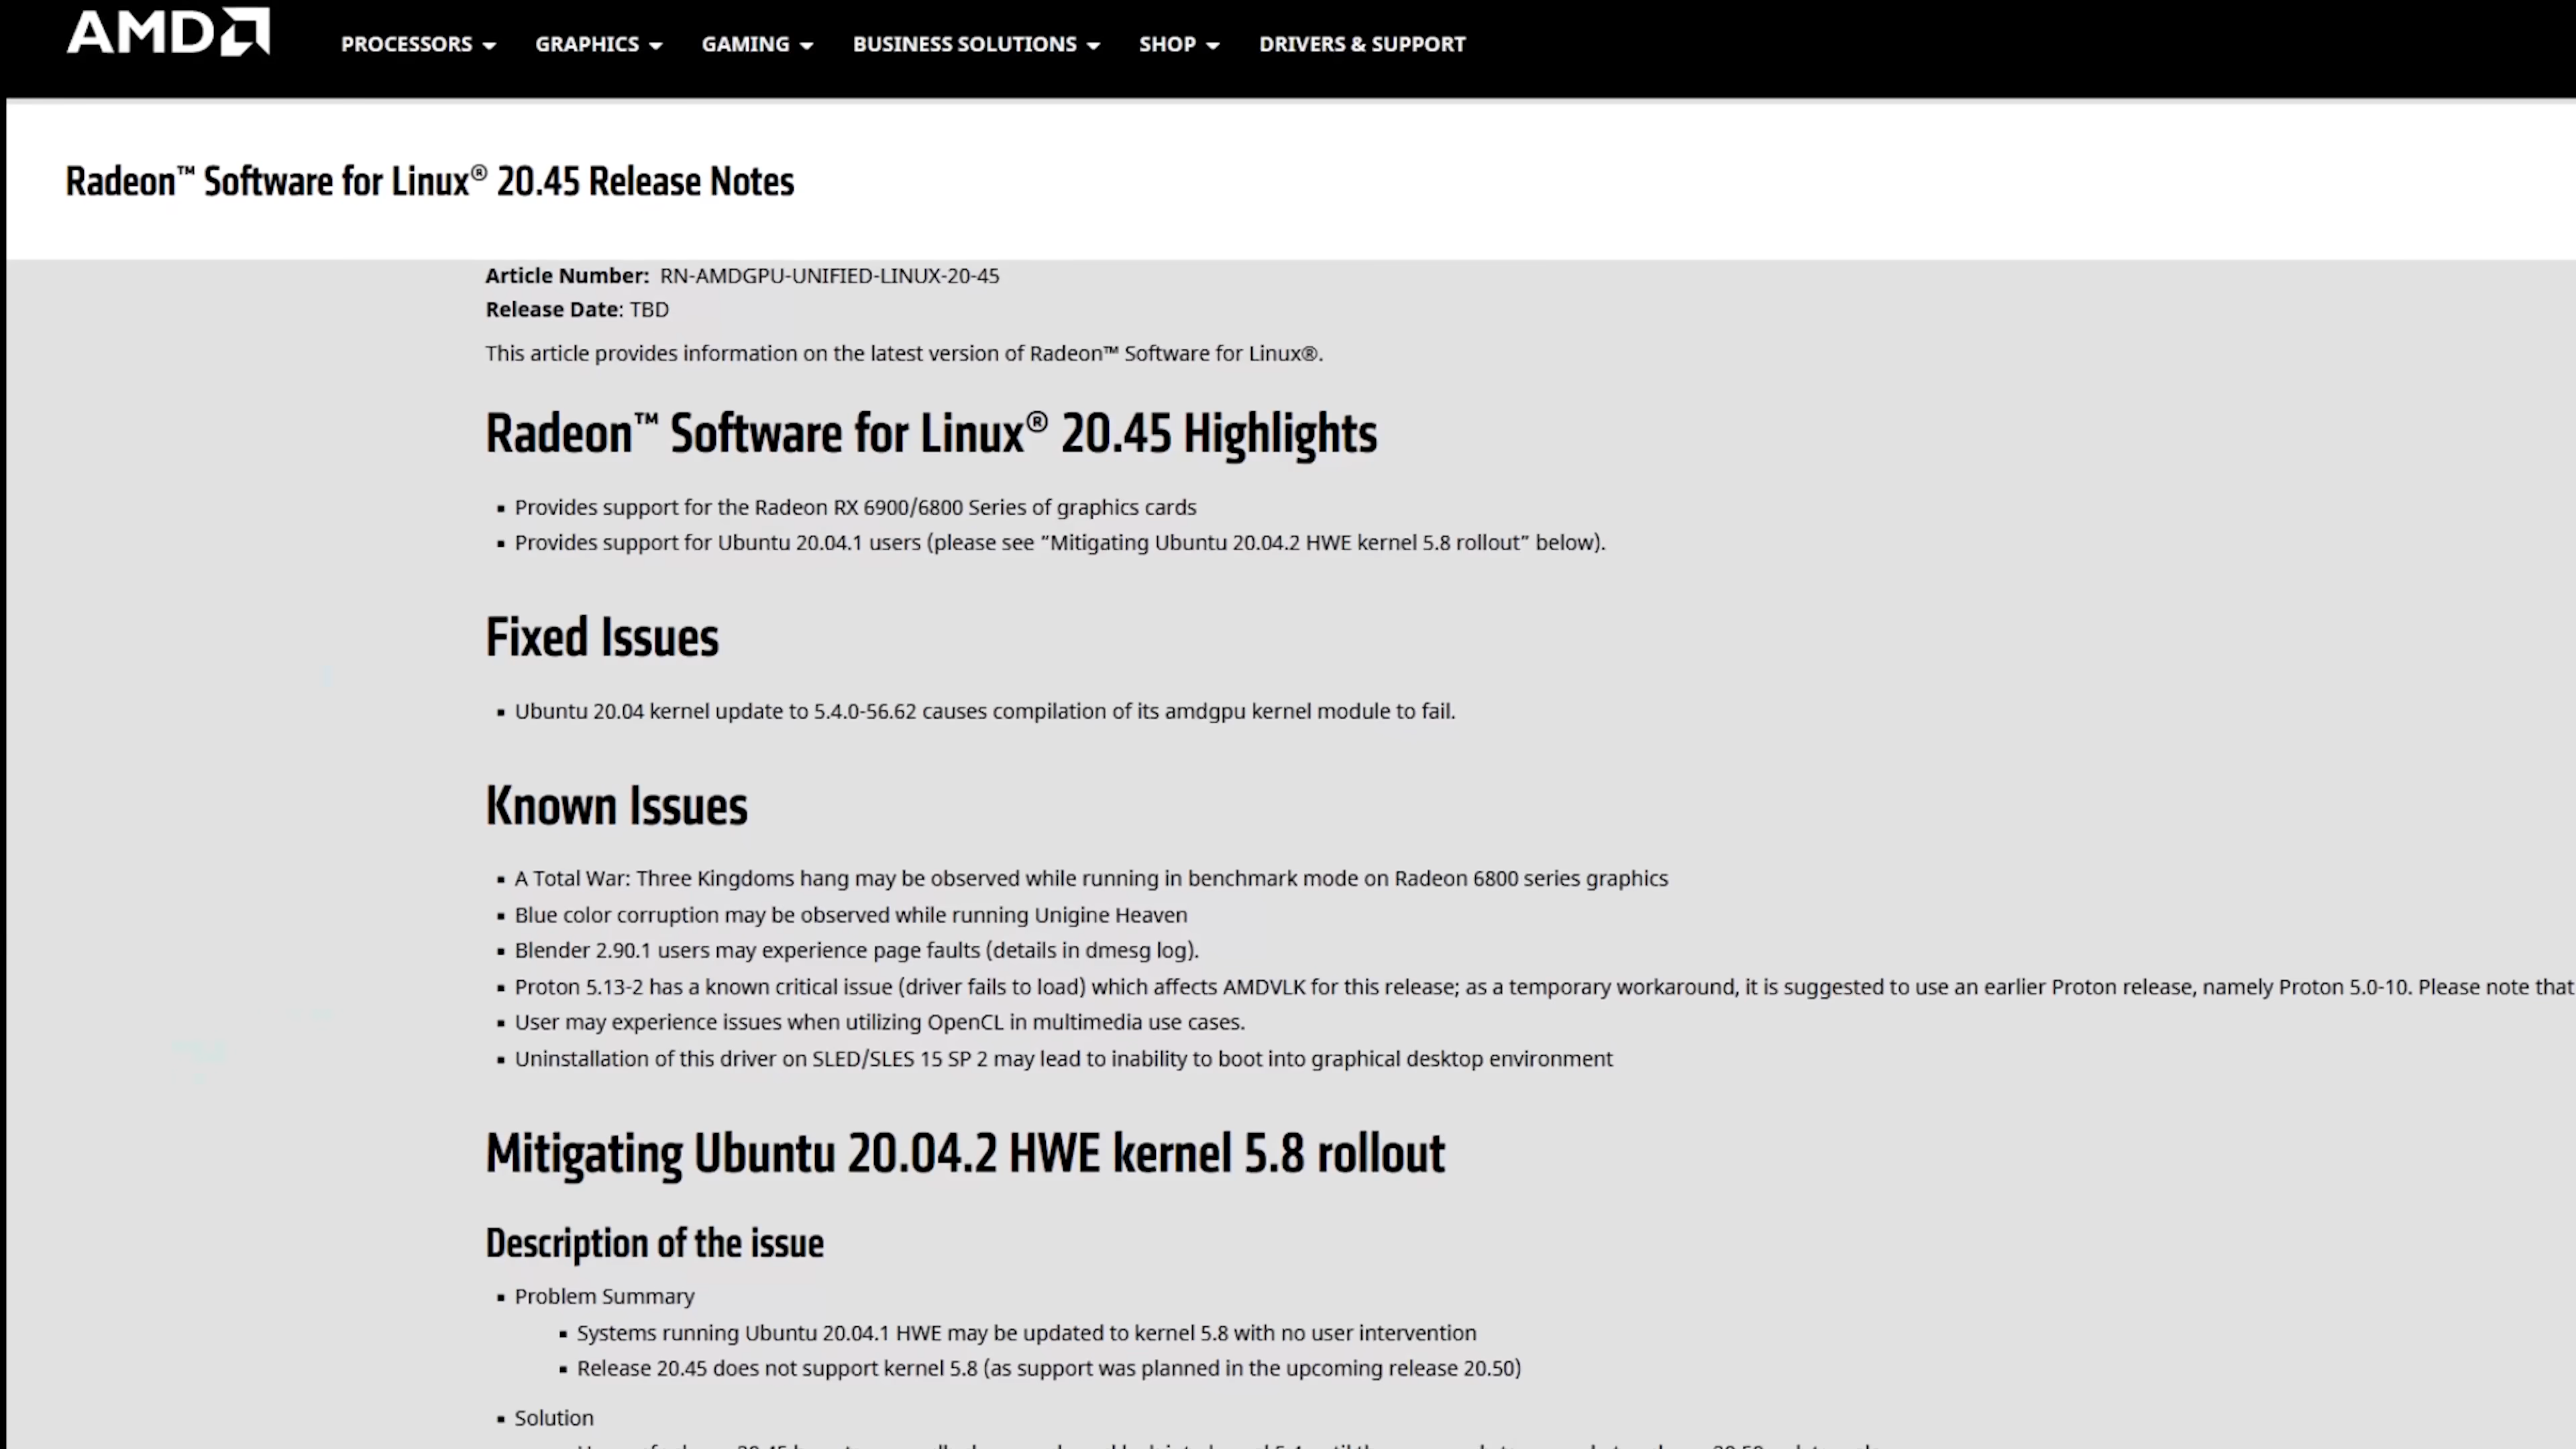 AMD
PROCESSORS GRAPHICS GAMING BUSINESS SOLUTIONS SHOP DRIVERS & SUPPORT
Radeon™ Software for Linux® 20.45 Release Notes
Article Number: RN-AMDGPU-UNIFIED-LINUX-20-45
Release Date: TBD
This article provides information on the latest version of Radeon™ Software for Linux®.
Radeon™ Software for Linux® 20.45 Highlights
▪ Provides support for the Radeon RX 6900/6800 Series of graphics cards
▪ Provides support for Ubuntu 20.04.1 users (please see “Mitigating Ubuntu 20.04.2 HWE kernel 5.8 rollout” below).
Fixed Issues
▪ Ubuntu 20.04 kernel update to 5.4.0-56.62 causes compilation of its amdgpu kernel module to fail.
Known Issues
▪ A Total War: Three Kingdoms hang may be observed while running in benchmark mode on Radeon 6800 series graphics
▪ Blue color corruption may be observed while running Unigine Heaven
▪ Blender 2.90.1 users may experience page faults (details in dmesg log).
▪ Proton 5.13-2 has a known critical issue (driver fails to load) which affects AMDVLK for this release; as a temporary workaround, it is suggested to use an earlier Proton release, namely Proton 5.0-10. Please note that
▪ User may experience issues when utilizing OpenCL in multimedia use cases.
▪ Uninstallation of this driver on SLED/SLES 15 SP 2 may lead to inability to boot into graphical desktop environment
Mitigating Ubuntu 20.04.2 HWE kernel 5.8 rollout
Description of the issue
▪ Problem Summary
▪ Systems running Ubuntu 20.04.1 HWE may be updated to kernel 5.8 with no user intervention
▪ Release 20.45 does not support kernel 5.8 (as support was planned in the upcoming release 20.50)
▪ Solution